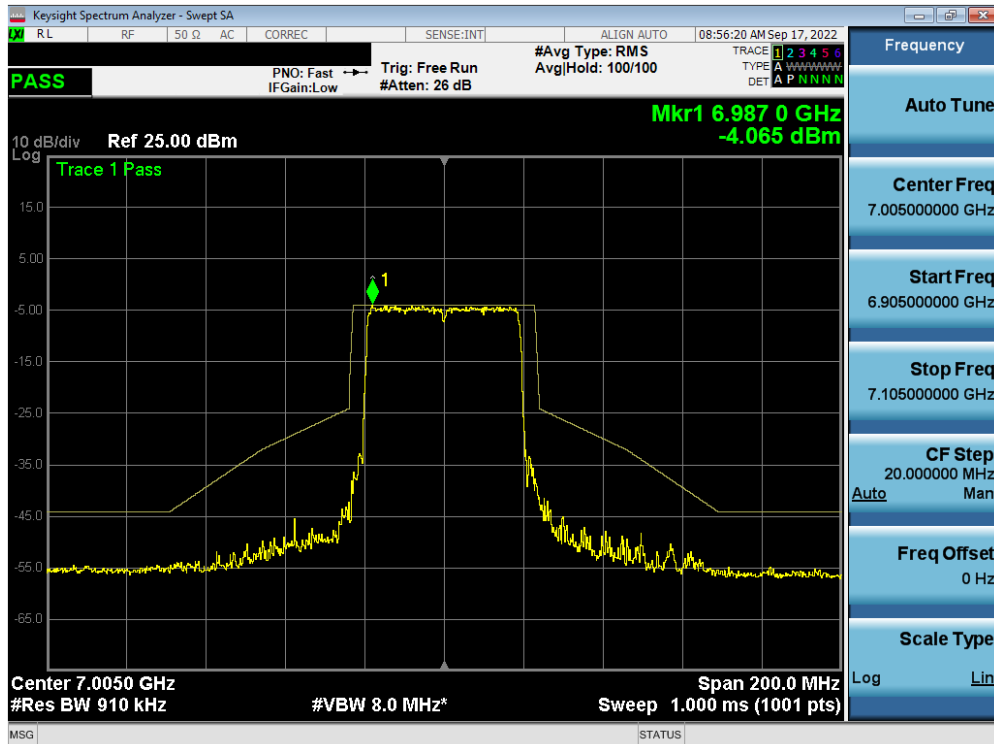 Keysight Spectrum Analyzer - Swept SA
LXI RL RF 50 Ω AC CORREC SENSE:INT ALIGN AUTO 08:56:20 AM Sep 17, 2022
PASS
PNO: Fast
IFGain:Low
Trig: Free Run
#Atten: 26 dB
#Avg Type: RMS
Avg|Hold: 100/100
TRACE 1 2 3 4 5 6
TYPE A WWWWW
DET A P N N N N
Mkr1 6.987 0 GHz
-4.065 dBm
10 dB/div
Log
Ref 25.00 dBm
Trace 1 Pass
1
15.0
5.00
-5.00
-15.0
-25.0
-35.0
-45.0
-55.0
-65.0
Center 7.0050 GHz
Span 200.0 MHz
#Res BW 910 kHz
#VBW 8.0 MHz*
Sweep 1.000 ms (1001 pts)
MSG
STATUS
Frequency
Auto Tune
Center Freq
7.005000000 GHz
Start Freq
6.905000000 GHz
Stop Freq
7.105000000 GHz
CF Step
20.000000 MHz
Auto Man
Freq Offset
0 Hz
Scale Type
Log Lin